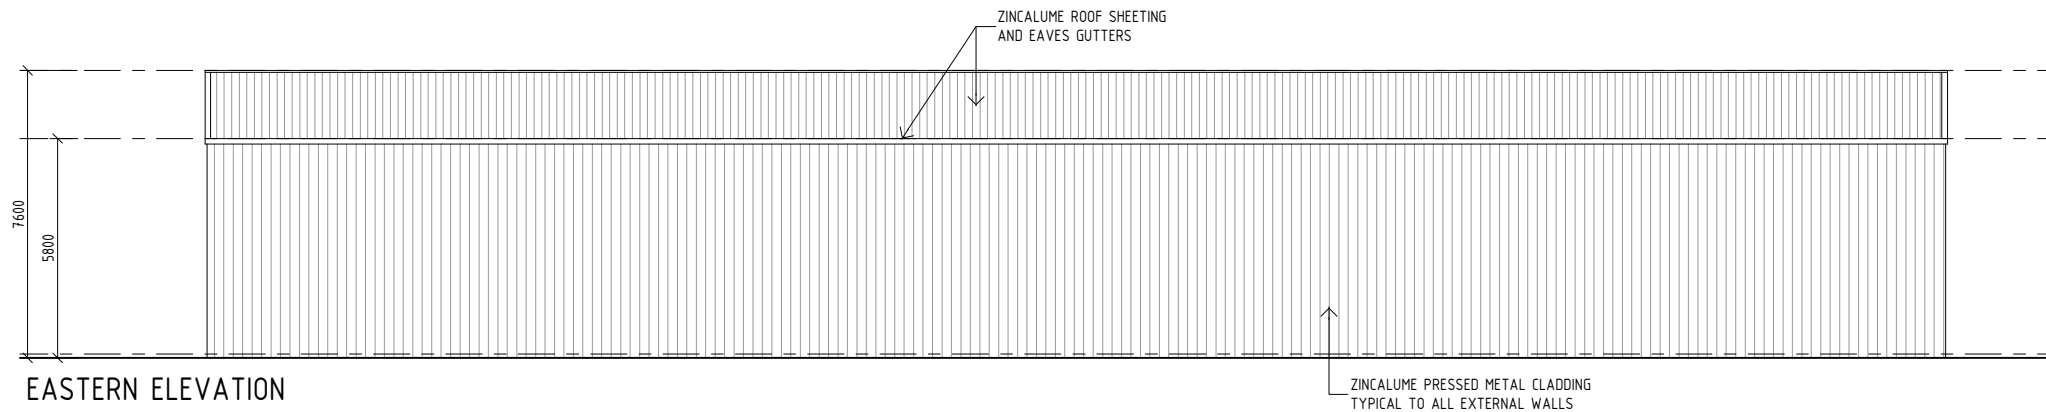 ZINCALUME ROOF SHEETING
AND EAVES GUTTERS
7600
5800
EASTERN ELEVATION
ZINCALUME PRESSED METAL CLADDING
TYPICAL TO ALL EXTERNAL WALLS